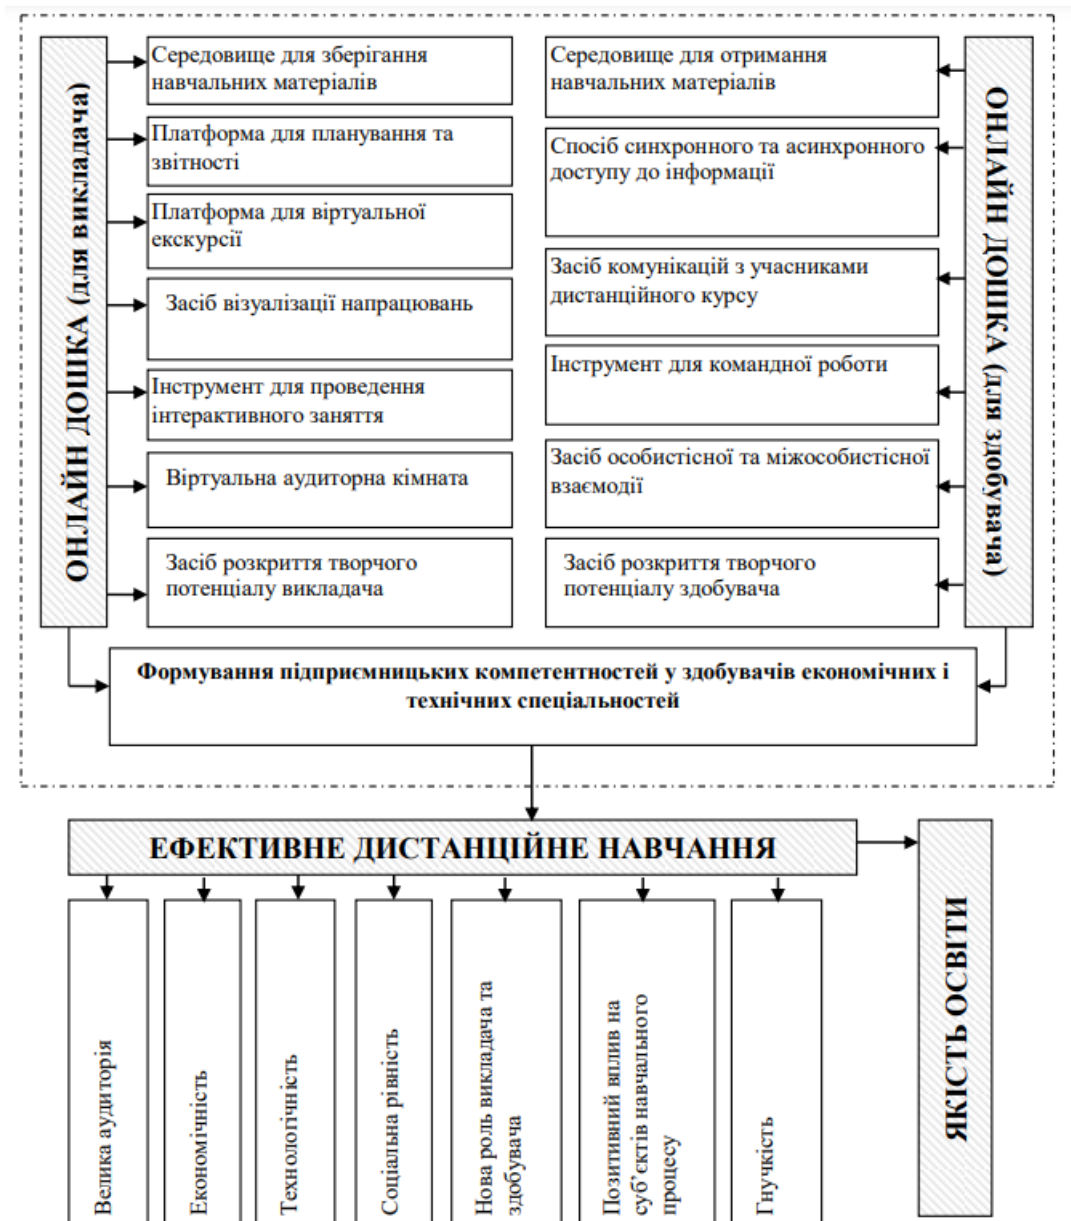 ОНЛАЙН ДОШКА (для викладача)
Середовище для зберігання
навчальних матеріалів
Платформа для планування та
звітності
Платформа для віртуальної
екскурсії
Засіб візуалізації напрацювань
Інструмент для проведення
інтерактивного заняття
Віртуальна аудиторна кімната
Засіб розкриття творчого
потенціалу викладача
Середовище для отримання
навчальних матеріалів
Спосіб синхронного та асинхронного
доступу до інформації
Засіб комунікацій з учасниками
дистанційного курсу
Інструмент для командної роботи
Засіб особистісної та міжособистісної
взаємодії
Засіб розкриття творчого
потенціалу здобувача
ОНЛАЙН ДОШКА (для здобувача)
Формування підприємницьких компетентностей у здобувачів економічних і
технічних спеціальностей
ЕФЕКТИВНЕ ДИСТАНЦІЙНЕ НАВЧАННЯ
Велика аудиторія
Економічність
Технологічність
Соціальна рівність
Нова роль викладача та
здобувача
Позитивний вплив на
суб’єктів навчального
процесу
Гнучкість
ЯКІСТЬ ОСВІТИ